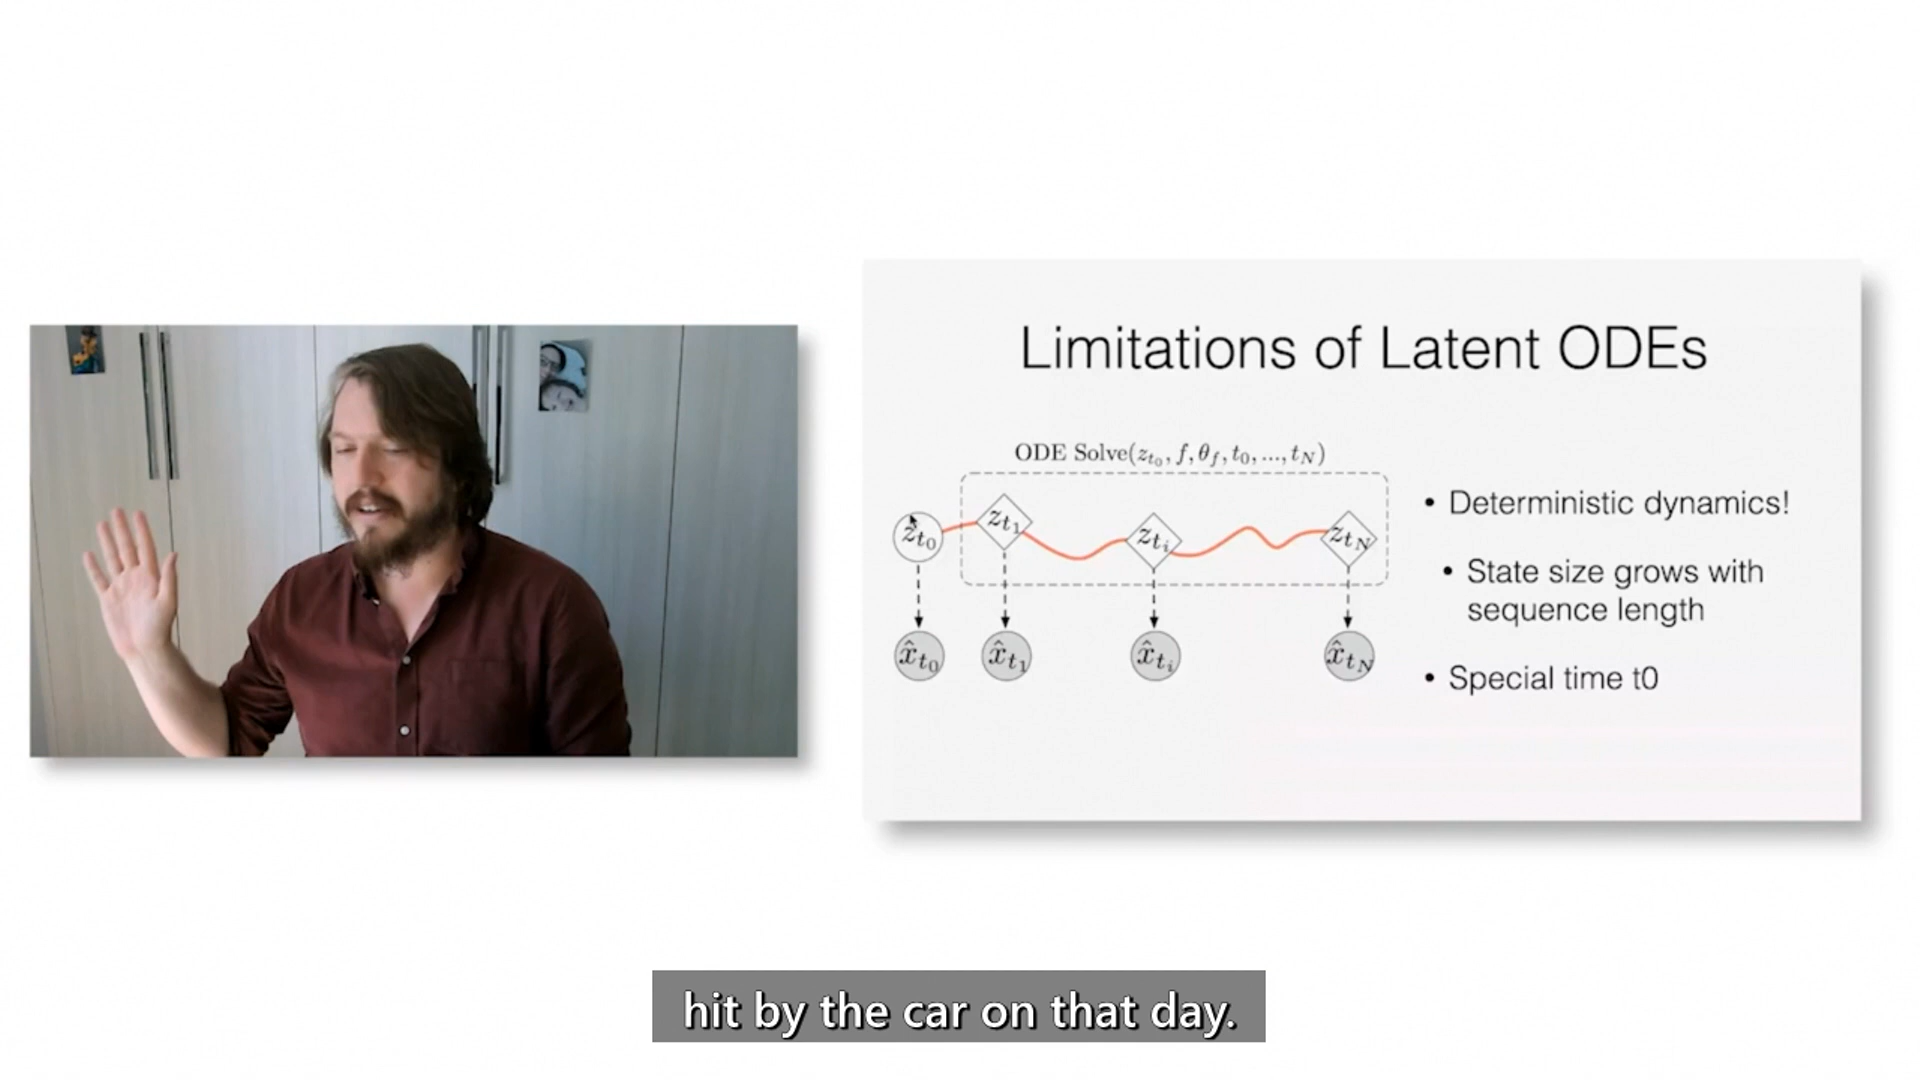 Limitations of Latent ODEs
ODE Solve(z_{t_0}, f, θ_f, t_0, ..., t_N)
z_{t_0} z_{t_1} z_{t_i} z_{t_N}
x̂_{t_0} x̂_{t_1} x̂_{t_i} x̂_{t_N}
• Deterministic dynamics!
• State size grows with
sequence length
• Special time t0
hit by the car on that day.